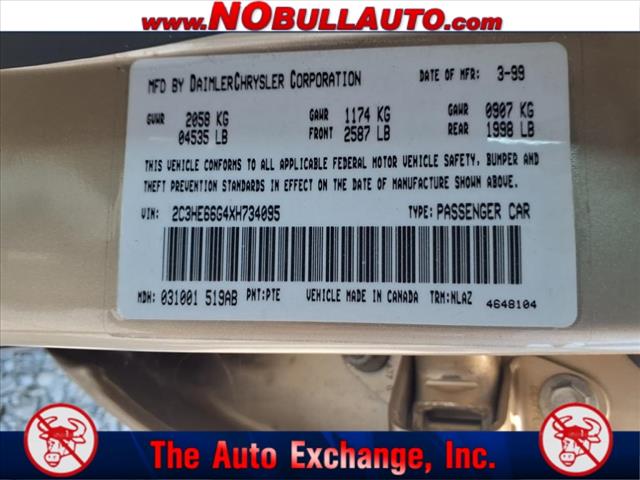 www.NOBULLAUTO.com
MFD BY DAIMLERCHRYSLER CORPORATION DATE OF MFR: 3-99
GVWR 2058 KG GAWR 1174 KG GAWR 0907 KG
04535 LB FRONT 2587 LB REAR 1998 LB
THIS VEHICLE CONFORMS TO ALL APPLICABLE FEDERAL MOTOR VEHICLE SAFETY, BUMPER AND
THEFT PREVENTION STANDARDS IN EFFECT ON THE DATE OF MANUFACTURE SHOWN ABOVE.
VIN: 2C3HE66G4XH734095 TYPE: PASSENGER CAR
MDH: 031001 519AB PNT:PTE VEHICLE MADE IN CANADA TRM:NLAZ 4648104
The Auto Exchange, Inc.